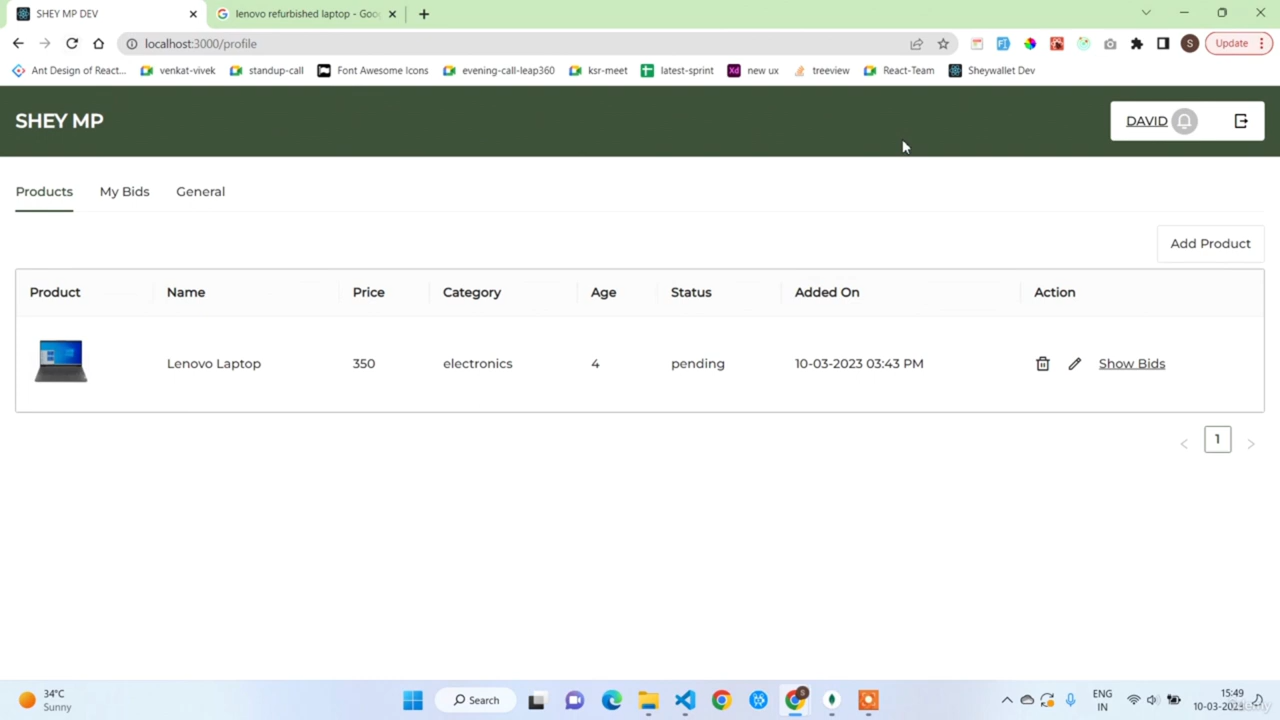 SHEY MP DEV
lenovo refurbished laptop - Goo
localhost:3000/profile
S
Update
Ant Design of React...
venkat-vivek
standup-call
Font Awesome Icons
evening-call-leap360
ksr-meet
latest-sprint
new ux
treeview
React-Team
Sheywallet Dev
SHEY MP
DAVID
Products
My Bids
General
Add Product
Product Name Price Category Age Status Added On Action
Lenovo Laptop 350 electronics 4 pending 10-03-2023 03:43 PM Show Bids
< 1 >
34°C
Sunny
Search
ENG
IN
15:49
10-03-2023